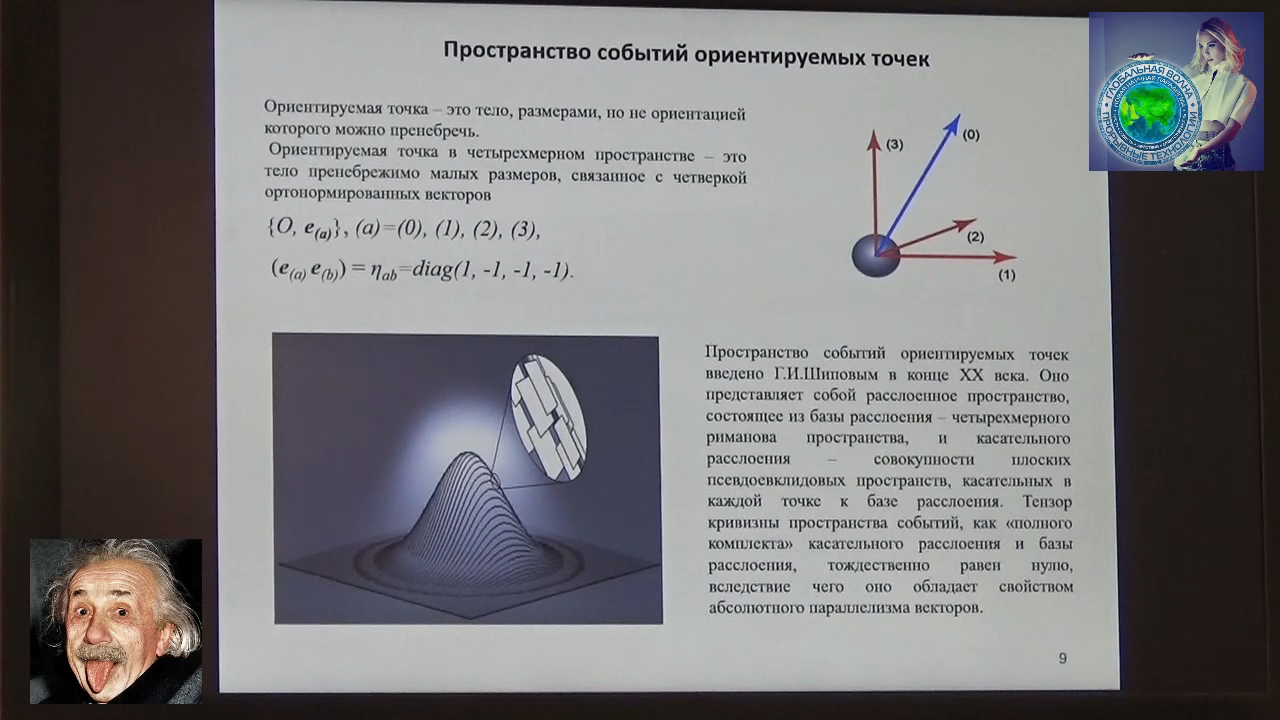 Пространство событий ориентируемых точек
Ориентируемая точка – это тело, размерами, но не ориентацией
которого можно пренебречь.
Ориентируемая точка в четырехмерном пространстве – это
тело пренебрежимо малых размеров, связанное с четверкой
ортонормированных векторов
{O, e(a)}, (a)=(0), (1), (2), (3),
(e(a) e(b)) = ηab=diag(1, -1, -1, -1).
(0)
(3)
(2)
(1)
ГЛОБАЛЬНАЯ ВОЛНА
ПРОРЫВНЫЕ ТЕХНОЛОГИИ
Пространство событий ориентируемых точек
введено Г.И.Шиповым в конце XX века. Оно
представляет собой расслоенное пространство,
состоящее из базы расслоения – четырехмерного
риманова пространства, и касательного
расслоения – совокупности плоских
псевдоевклидовых пространств, касательных в
каждой точке к базе расслоения. Тензор
кривизны пространства событий, как «полного
комплекта» касательного расслоения и базы
расслоения, тождественно равен нулю,
вследствие чего оно обладает свойством
абсолютного параллелизма векторов.
9